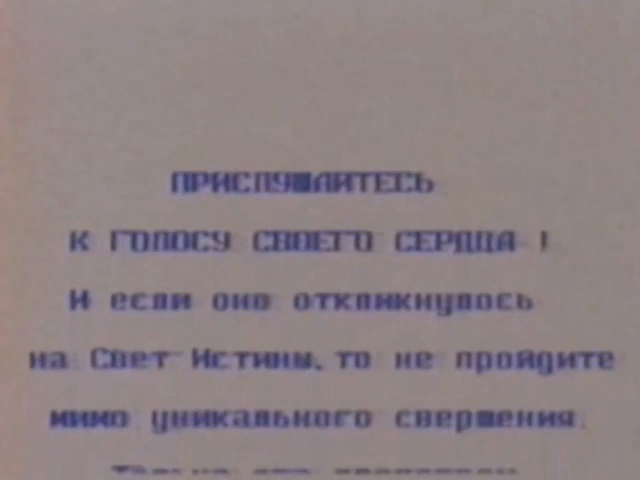 ПРИСЛУШАЙТЕСЬ
К ГОЛОСУ СВОЕГО СЕРДЦА !
И если оно откликнулось
на Свет Истины, то не пройдите
мимо уникального свершения.